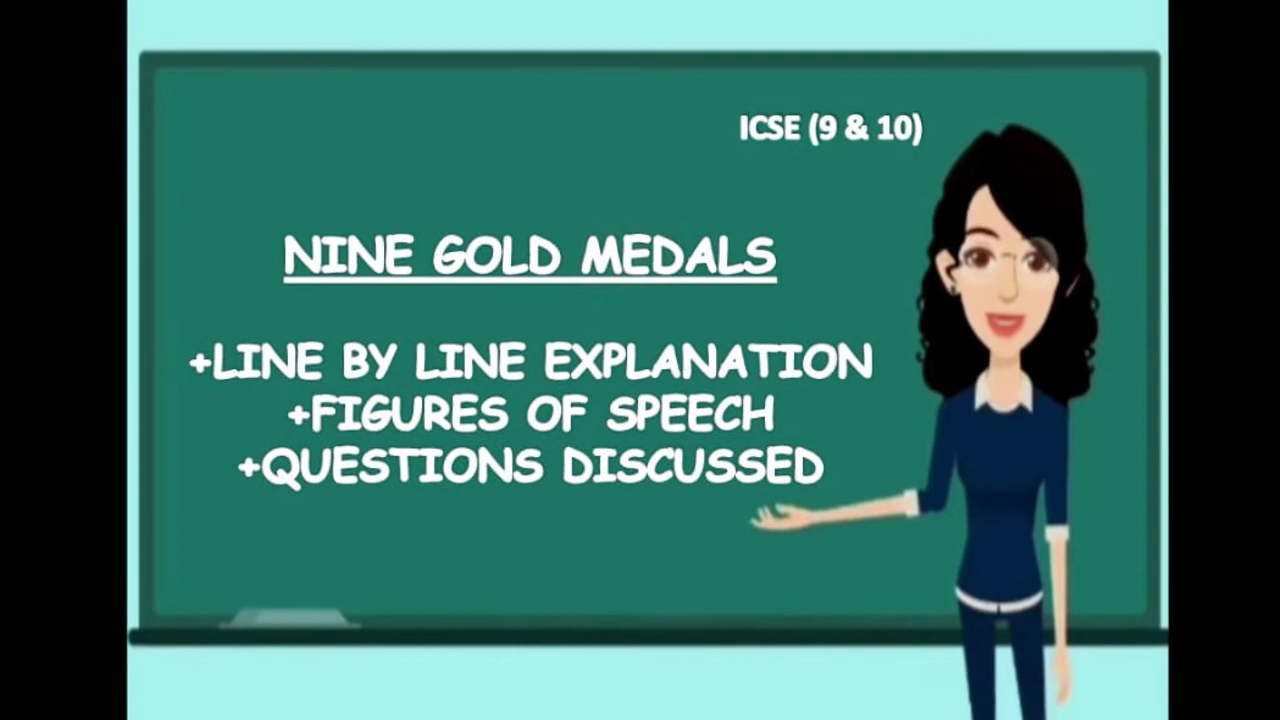 ICSE (9 & 10)
NINE GOLD MEDALS
+LINE BY LINE EXPLANATION
+FIGURES OF SPEECH
+QUESTIONS DISCUSSED